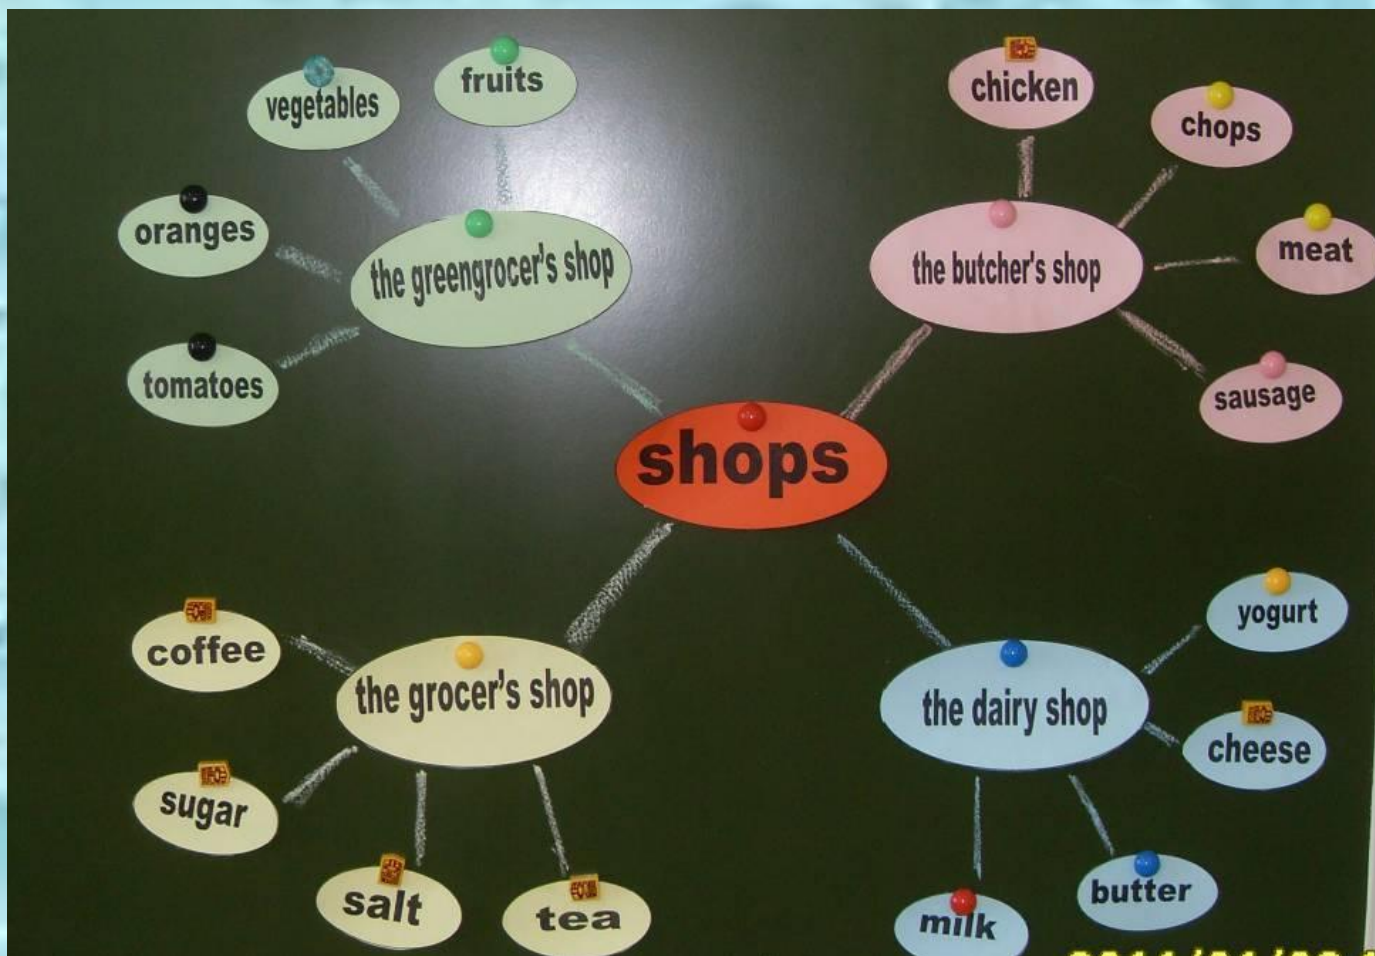 vegetables
fruits
oranges
the greengrocer's shop
tomatoes
chicken
chops
the butcher's shop
meat
sausage
shops
coffee
the grocer's shop
sugar
salt
tea
the dairy shop
yogurt
cheese
butter
milk